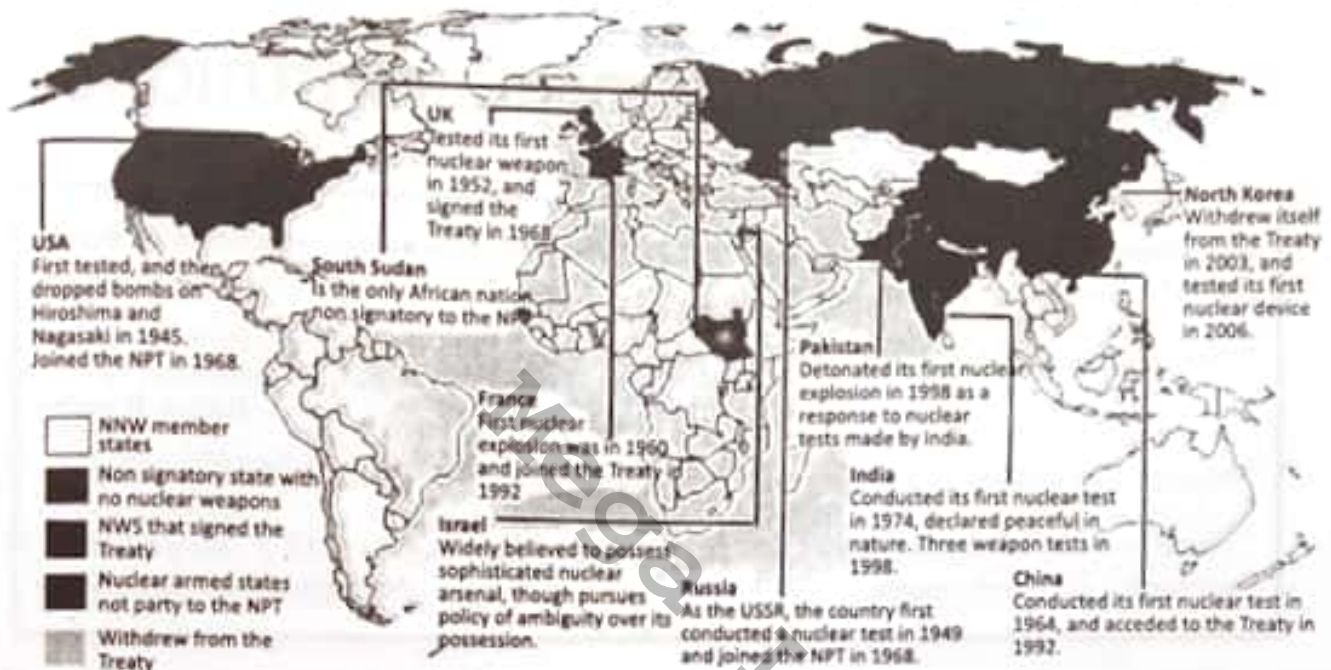 UK
Tested its first
nuclear weapon
in 1952, and
signed the
Treaty in 1968
North Korea
Withdrew itself
from the Treaty
in 2003, and
tested its first
nuclear device
in 2006.
USA
First tested, and then
dropped bombs on
Hiroshima and
Nagasaki in 1945.
Joined the NPT in 1968.
South Sudan
Is the only African nation
non signatory to the NPT
Pakistan
Detonated its first nuclear
explosion in 1998 as a
response to nuclear
tests made by India.
France
First nuclear
explosion was in 1960
and joined the Treaty in
1992
India
Conducted its first nuclear test
in 1974, declared peaceful in
nature. Three weapon tests in
1998.
Israel
Widely believed to possess
sophisticated nuclear
arsenal, though pursues
policy of ambiguity over its
possession.
Russia
As the USSR, the country first
conducted a nuclear test in 1949
and joined the NPT in 1968.
China
Conducted its first nuclear test in
1964, and acceded to the Treaty in
1992.
NNW member
states
Non signatory state with
no nuclear weapons
NWS that signed the
Treaty
Nuclear armed states
not party to the NPT
Withdrew from the
Treaty
Mega